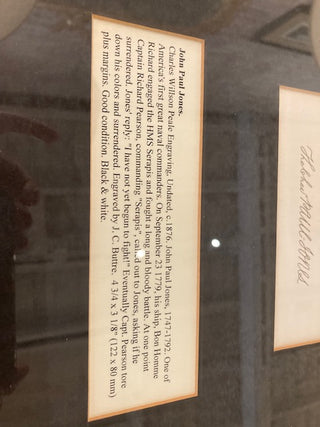 John Paul Jones.
Charles Willson Peale Engraving. Undated, c.1876. John Paul Jones, 1747-1792. One of
America's first great naval commanders. On September 23 1779, his ship, Bon Homme
Richard engaged the HMS Serapis and fought a long and bloody battle. At one point
Captain Richard Pearson, commanding "Serapis", called out to Jones, asking if he
surrendered. Jones' reply: "I have not yet begun to fight!" Eventually Capt. Pearson tore
down his colors and surrendered. Engraved by J. C. Buttre. 4 3/4 x 3 1/8" (122 x 80 mm)
plus margins. Good condition. Black & white.